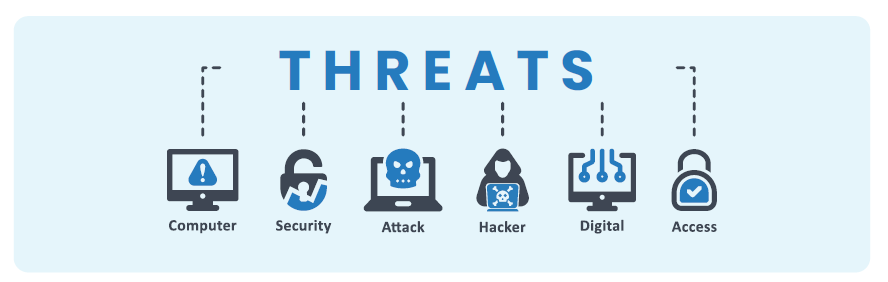 THREATS
Computer Security Attack Hacker Digital Access